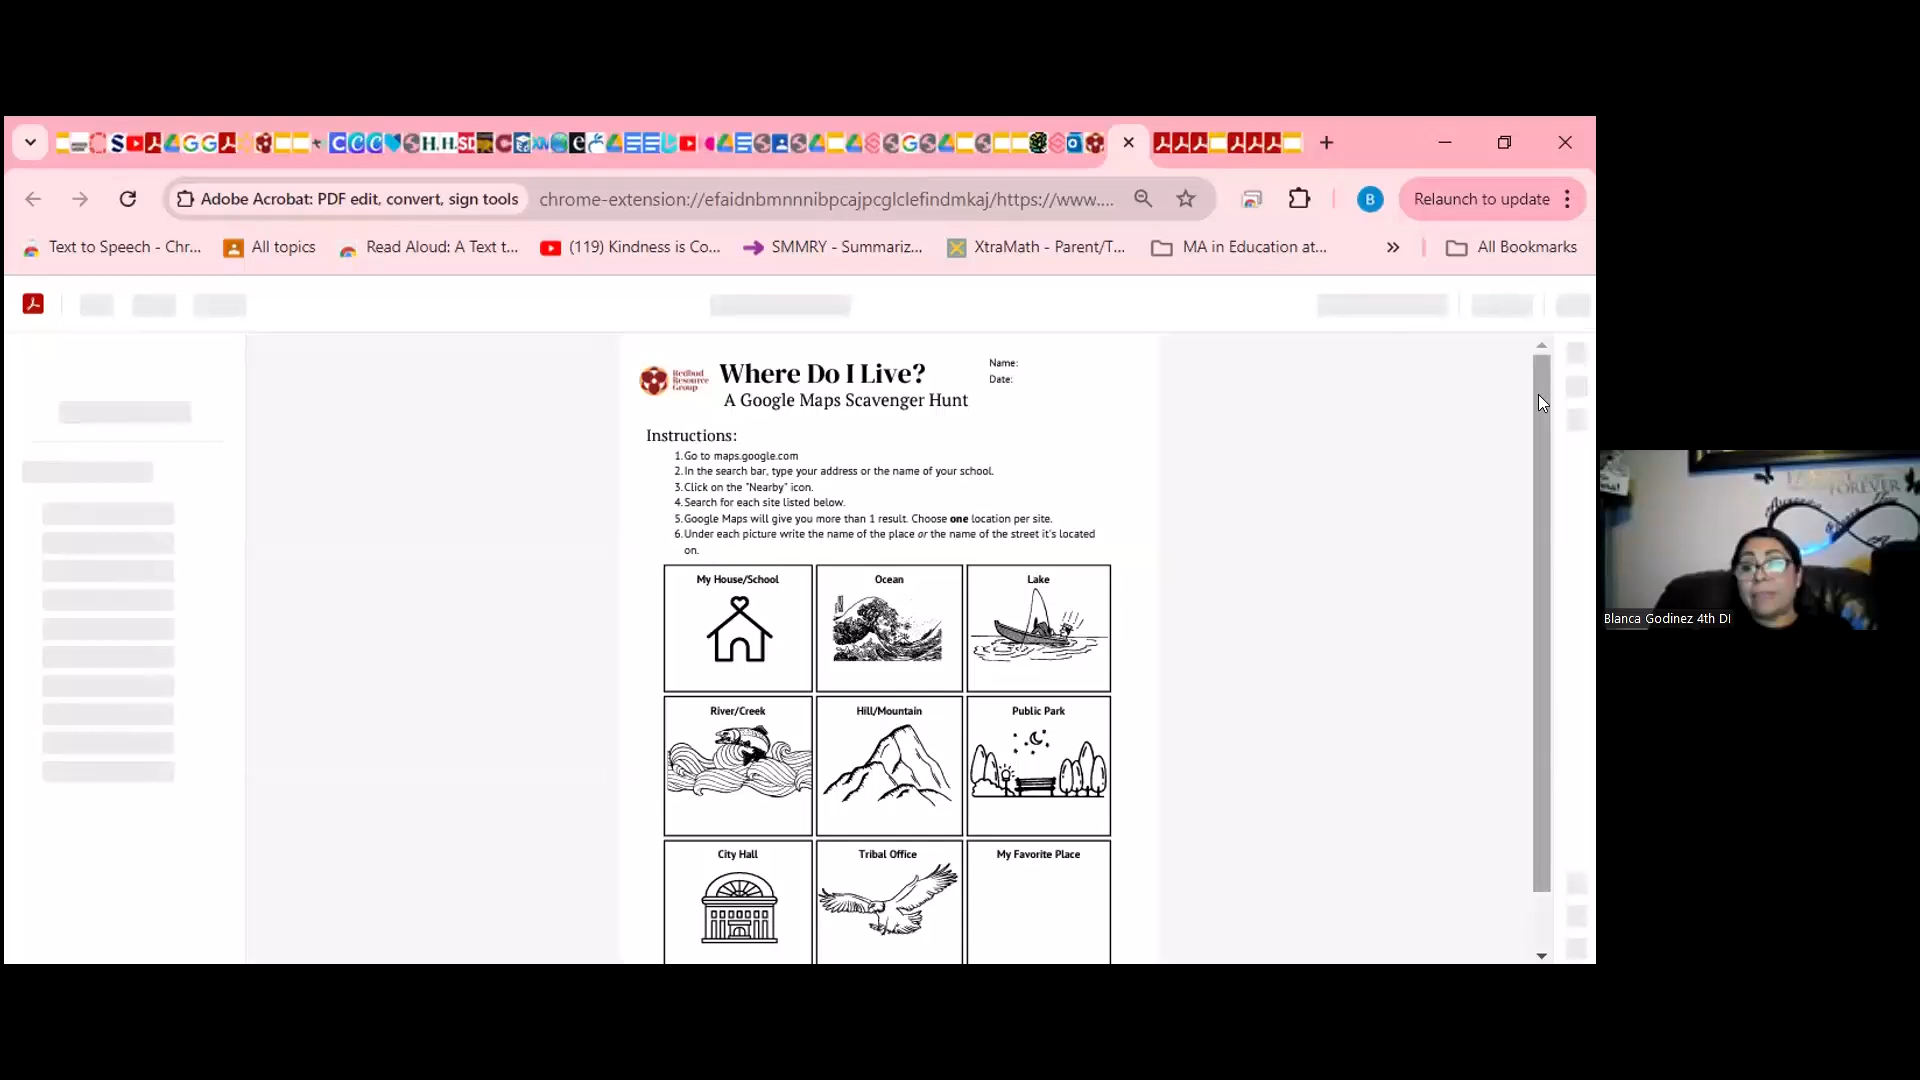 Adobe Acrobat: PDF edit, convert, sign tools
chrome-extension://efaidnbmnnnibpcajpcglclefindmkaj/https://www....
B
Relaunch to update
Text to Speech - Chr...
All topics
Read Aloud: A Text t...
(119) Kindness is Co...
SMMRY - Summariz...
XtraMath - Parent/T...
MA in Education at...
»
All Bookmarks
Redbud
Resource
Group
Where Do I Live?
A Google Maps Scavenger Hunt
Name:
Date:
Instructions:
1.Go to maps.google.com
2.In the search bar, type your address or the name of your school.
3.Click on the "Nearby" icon.
4.Search for each site listed below.
5.Google Maps will give you more than 1 result. Choose one location per site.
6.Under each picture write the name of the place or the name of the street it's located
on.
My House/School
Ocean
Lake
River/Creek
Hill/Mountain
Public Park
City Hall
Tribal Office
My Favorite Place
FOREVER
Blanca Godinez 4th DI